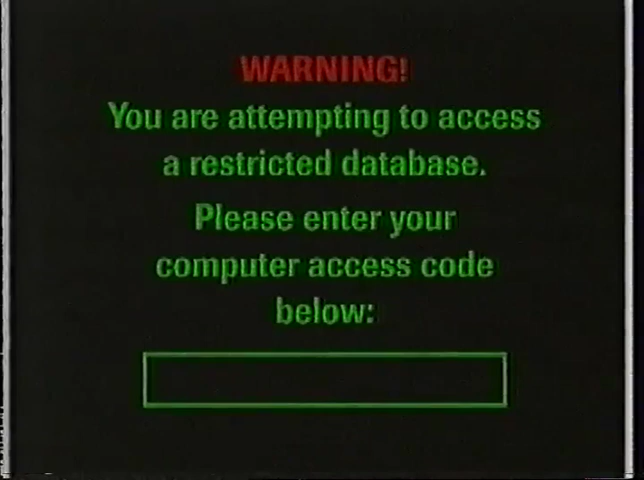 WARNING!
You are attempting to access
a restricted database.
Please enter your
computer access code
below: